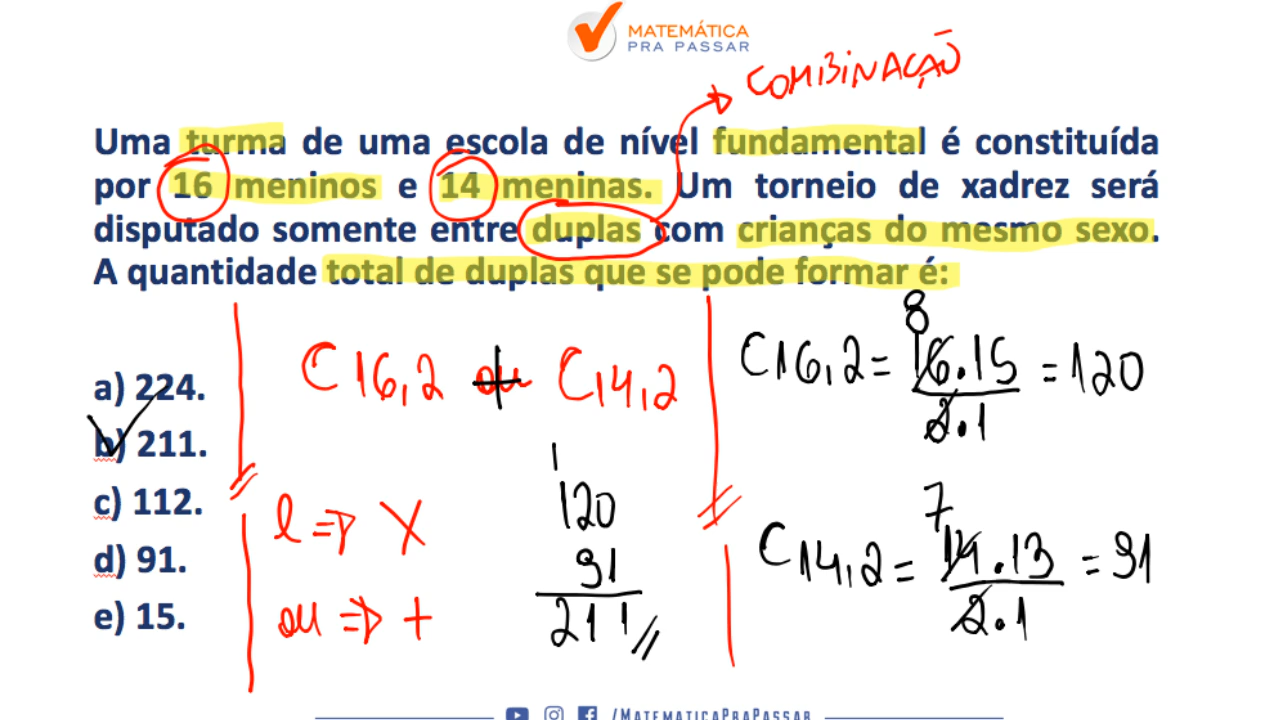 MATEMÁTICA
PRA PASSAR
COMBINAÇÃO
Uma turma de uma escola de nível fundamental é constituída
por 16 meninos e 14 meninas. Um torneio de xadrez será
disputado somente entre duplas com crianças do mesmo sexo.
A quantidade total de duplas que se pode formar é:
a) 224.
b) 211.
c) 112.
d) 91.
e) 15.
C16,2 ou + C14,2
e => X
ou => +
1
120
91
211 //
8
C16,2 = 16.15 = 120
2.1
7
C14,2 = 14.13 = 91
2.1
/MATEMATICAPRAPASSAR